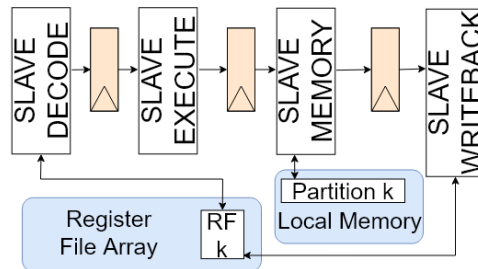 SLAVE
DECODE
SLAVE
EXECUTE
SLAVE
MEMORY
SLAVE
WRITEBACK
Partition k
Local Memory
Register
File Array
RF
k